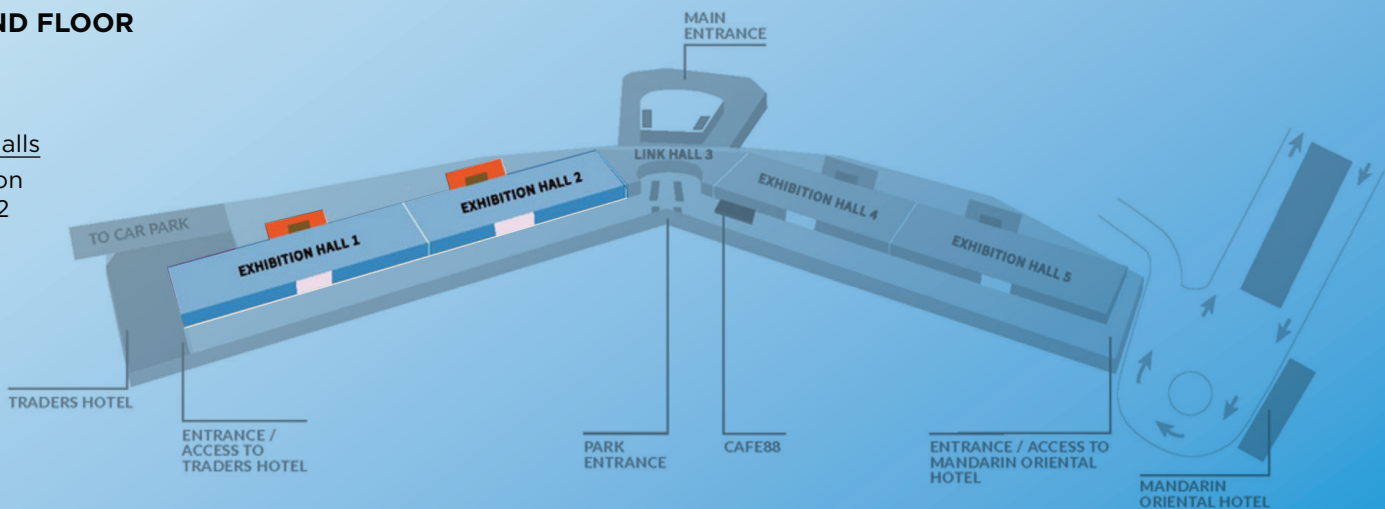 ND FLOOR
alls
on
2
MAIN
ENTRANCE
LINK HALL 3
EXHIBITION HALL 2
EXHIBITION HALL 4
TO CAR PARK
EXHIBITION HALL 1
EXHIBITION HALL 5
TRADERS HOTEL
ENTRANCE /
ACCESS TO
TRADERS HOTEL
PARK
ENTRANCE
CAFE88
ENTRANCE / ACCESS TO
MANDARIN ORIENTAL
HOTEL
MANDARIN
ORIENTAL HOTEL